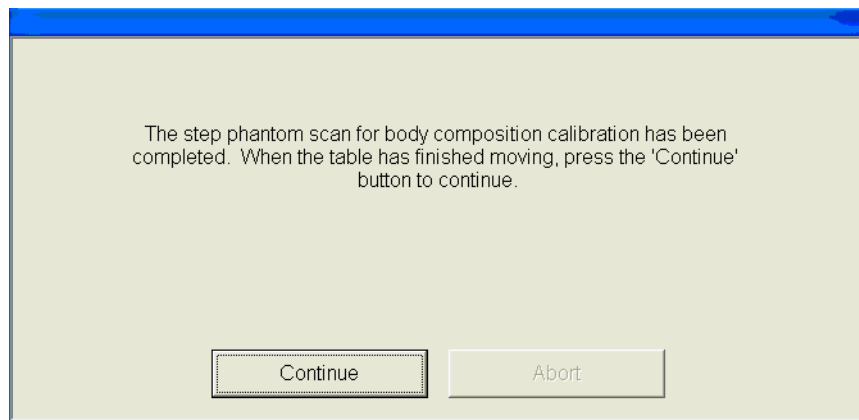 The step phantom scan for body composition calibration has been
completed.  When the table has finished moving, press the 'Continue'
button to continue.
Continue
Abort